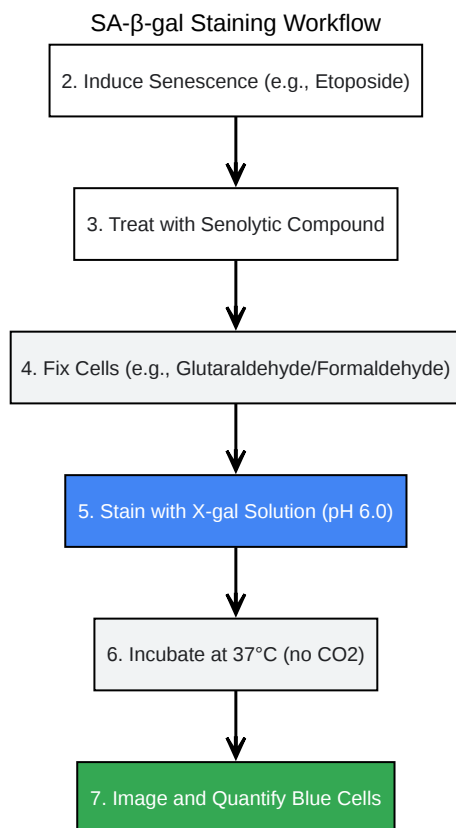 SA-β-gal Staining Workflow
2. Induce Senescence (e.g., Etoposide)
3. Treat with Senolytic Compound
4. Fix Cells (e.g., Glutaraldehyde/Formaldehyde)
5. Stain with X-gal Solution (pH 6.0)
6. Incubate at 37°C (no CO2)
7. Image and Quantify Blue Cells